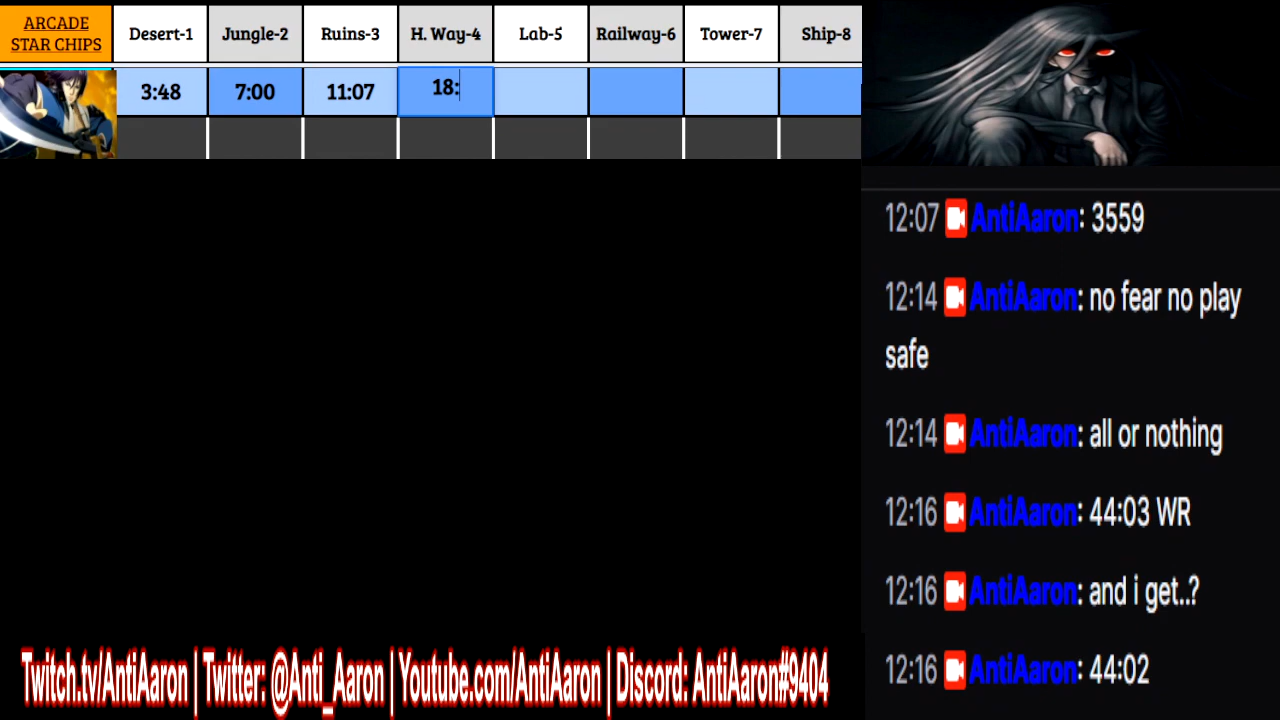 ARCADE
STAR CHIPS
Desert-1 Jungle-2 Ruins-3 H. Way-4 Lab-5 Railway-6 Tower-7 Ship-8
3:48 7:00 11:07 18:
12:07 AntiAaron: 3559
12:14 AntiAaron: no fear no play
safe
12:14 AntiAaron: all or nothing
12:16 AntiAaron: 44:03 WR
12:16 AntiAaron: and i get..?
12:16 AntiAaron: 44:02
Twitch.tv/AntiAaron | Twitter: @Anti_Aaron | Youtube.com/AntiAaron | Discord: AntiAaron#9404